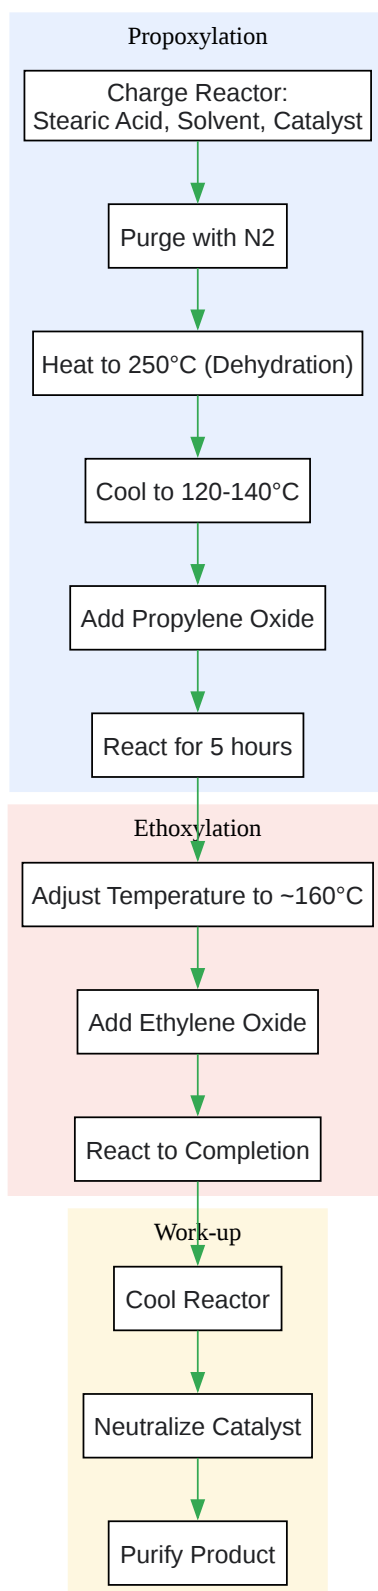 Propoxylation
Charge Reactor:
Stearic Acid, Solvent, Catalyst
Purge with N2
Heat to 250°C (Dehydration)
Cool to 120-140°C
Add Propylene Oxide
React for 5 hours
Ethoxylation
Adjust Temperature to ~160°C
Add Ethylene Oxide
React to Completion
Work-up
Cool Reactor
Neutralize Catalyst
Purify Product